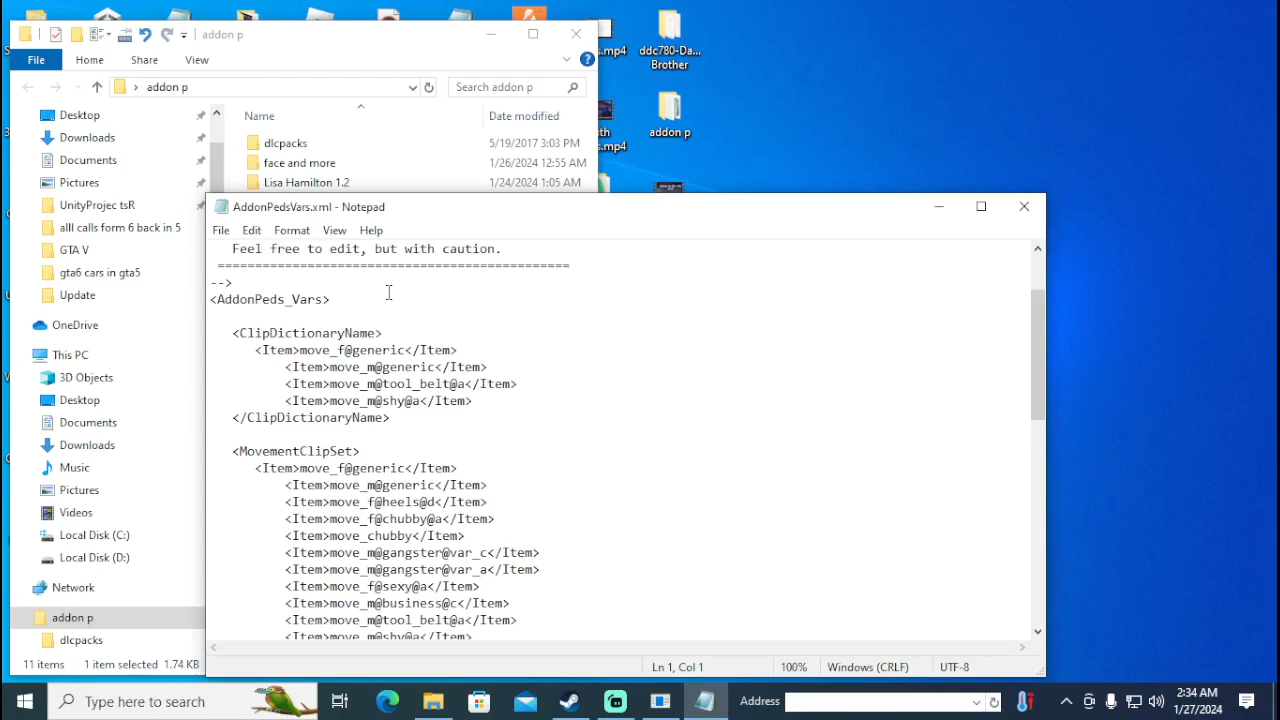 addon p
File
Home
Share
View
addon p
Search addon p
Desktop
Downloads
Documents
Pictures
UnityProjec tsR
alll calls form 6 back in 5
GTA V
gta6 cars in gta5
Update
OneDrive
This PC
3D Objects
Desktop
Documents
Downloads
Music
Pictures
Videos
Local Disk (C:)
Local Disk (D:)
Network
addon p
dlcpacks
Name
Date modified
dlcpacks
5/19/2017 3:03 PM
face and more
1/26/2024 12:55 AM
Lisa Hamilton 1.2
1/24/2024 1:05 AM
11 items
1 item selected
1.74 KB
s.mp4
ddc780-Da...
Brother
ith
s.mp4
addon p
AddonPedsVars.xml - Notepad
File
Edit
Format
View
Help
Feel free to edit, but with caution.
===============================================
-->
<AddonPeds_Vars>
<ClipDictionaryName>
<Item>move_f@generic</Item>
<Item>move_m@generic</Item>
<Item>move_m@tool_belt@a</Item>
<Item>move_m@shy@a</Item>
</ClipDictionaryName>
<MovementClipSet>
<Item>move_f@generic</Item>
<Item>move_m@generic</Item>
<Item>move_f@heels@d</Item>
<Item>move_f@chubby@a</Item>
<Item>move_chubby</Item>
<Item>move_m@gangster@var_c</Item>
<Item>move_m@gangster@var_a</Item>
<Item>move_f@sexy@a</Item>
<Item>move_m@business@c</Item>
<Item>move_m@tool_belt@a</Item>
<Item>move_m@shy@a</Item>
Ln 1, Col 1
100%
Windows (CRLF)
UTF-8
Type here to search
Address
2:34 AM
1/27/2024